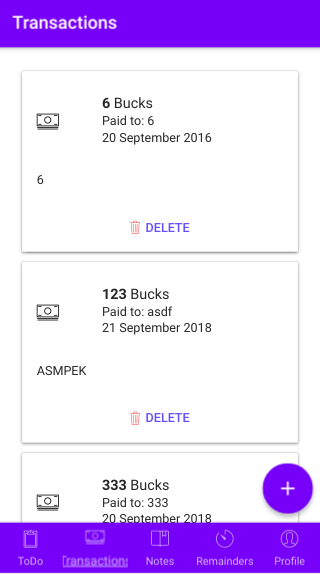 Transactions
6 Bucks
Paid to: 6
20 September 2016
6
DELETE
123 Bucks
Paid to: asdf
21 September 2018
ASMPEK
DELETE
333 Bucks
Paid to: 333
20 September 2018
+
ToDo Transactions Notes Remainders Profile